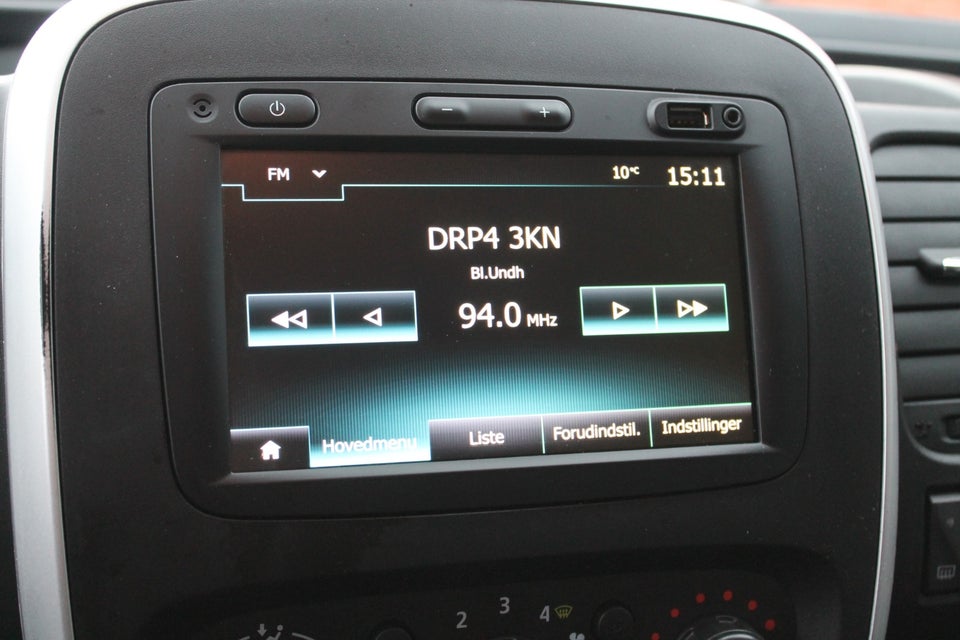 − +
FM 10°C 15:11
DRP4 3KN
Bl.Undh
94.0 MHz
Hovedmenu Liste Forudindstil. Indstillinger
2 3 4